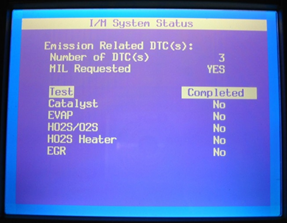 I/M System Status
Emission Related DTC(s):
Number of DTC(s) 3
MIL Requested YES
Test Completed
Catalyst No
EVAP No
HO2S/O2S No
HO2S Heater No
EGR No